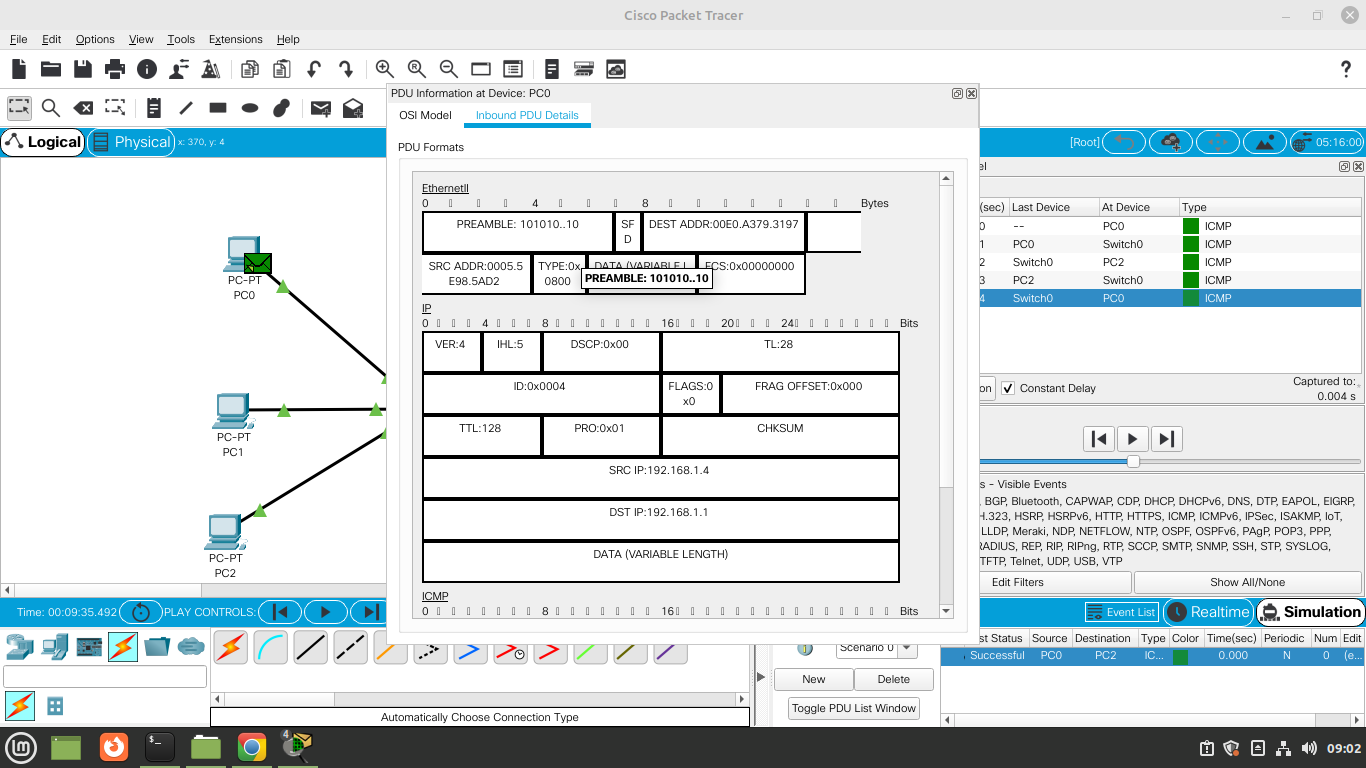 Cisco Packet Tracer
File Edit Options View Tools Extensions Help
?
PDU Information at Device: PC0
OSI Model Inbound PDU Details
Logical Physical x: 370, y: 4
[Root] 05:16:00
PDU Formats
EthernetII
0 4 8 Bytes
PREAMBLE: 101010..10
SF
D
DEST ADDR:00E0.A379.3197
SRC ADDR:0005.5
E98.5AD2
TYPE:0x
0800
DATA (VARIABLE L
FCS:0x00000000
PREAMBLE: 101010..10
IP
0 4 8 16 20 24 Bits
VER:4 IHL:5 DSCP:0x00 TL:28
ID:0x0004
FLAGS:0
x0
FRAG OFFSET:0x000
TTL:128 PRO:0x01 CHKSUM
SRC IP:192.168.1.4
DST IP:192.168.1.1
DATA (VARIABLE LENGTH)
ICMP
0 8 16 Bits
PC-PT
PC0
PC-PT
PC1
PC-PT
PC2
el
(sec) Last Device At Device Type
0 -- PC0 ICMP
1 PC0 Switch0 ICMP
2 Switch0 PC2 ICMP
3 PC2 Switch0 ICMP
4 Switch0 PC0 ICMP
on Constant Delay
Captured to:
0.004 s
s - Visible Events
, BGP, Bluetooth, CAPWAP, CDP, DHCP, DHCPv6, DNS, DTP, EAPOL, EIGRP,
H.323, HSRP, HSRPv6, HTTP, HTTPS, ICMP, ICMPv6, IPSec, ISAKMP, IoT,
LLDP, Meraki, NDP, NETFLOW, NTP, OSPF, OSPFv6, PAgP, POP3, PPP,
RADIUS, REP, RIP, RIPng, RTP, SCCP, SMTP, SNMP, SSH, STP, SYSLOG,
TFTP, Telnet, UDP, USB, VTP
Edit Filters Show All/None
Time: 00:09:35.492 PLAY CONTROLS:
Event List Realtime Simulation
Automatically Choose Connection Type
Scenario 0
New Delete
Toggle PDU List Window
st Status Source Destination Type Color Time(sec) Periodic Num Edit
Successful PC0 PC2 IC... 0.000 N 0 (e...
4
09:02